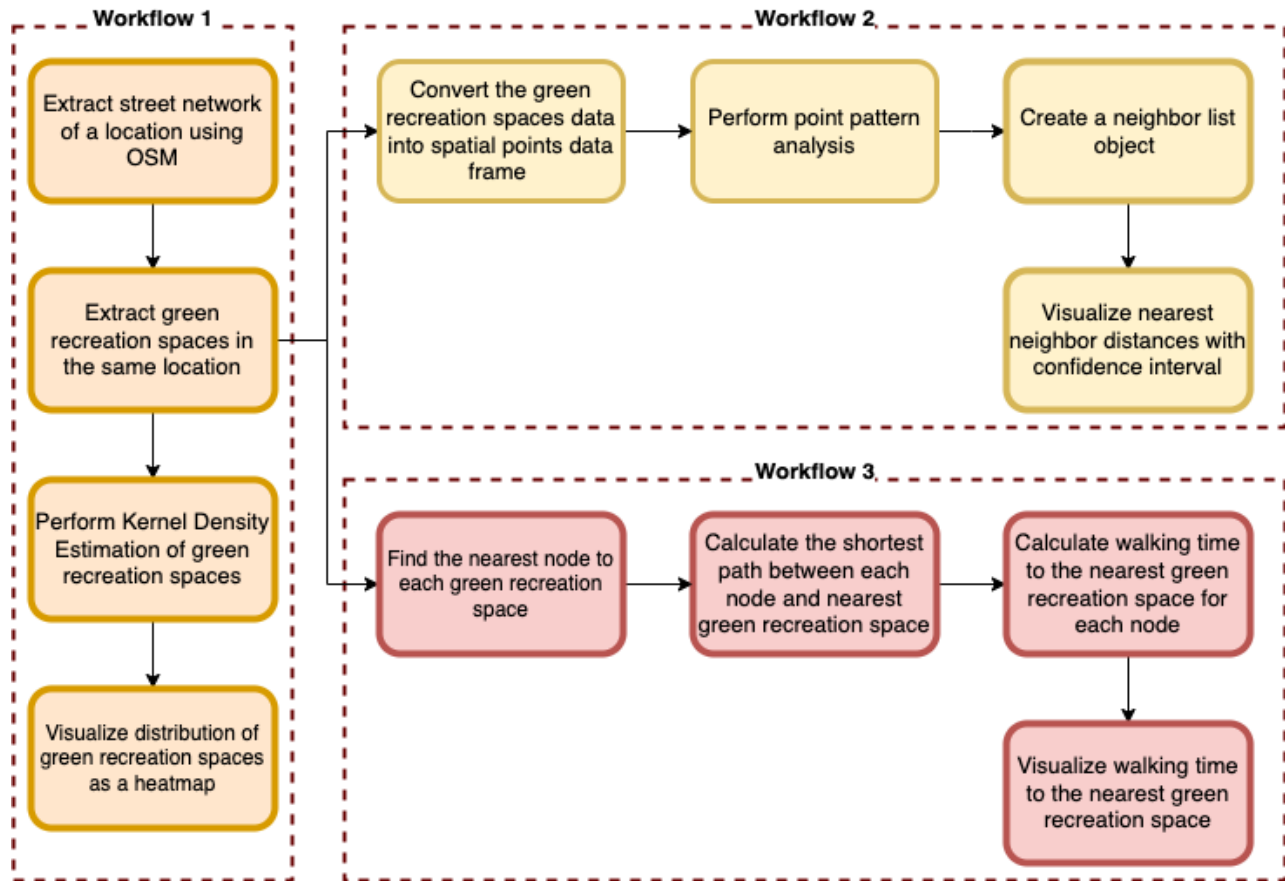 Workflow 1
Extract street network
of a location using
OSM
Extract green
recreation spaces in
the same location
Perform Kernel Density
Estimation of green
recreation spaces
Visualize distribution of
green recreation spaces
as a heatmap
Workflow 2
Convert the green
recreation spaces data
into spatial points data
frame
Perform point pattern
analysis
Create a neighbor list
object
Visualize nearest
neighbor distances with
confidence interval
Workflow 3
Find the nearest node to
each green recreation
space
Calculate the shortest
path between each
node and nearest
green recreation space
Calculate walking time
to the nearest green
recreation space for
each node
Visualize walking time
to the nearest green
recreation space